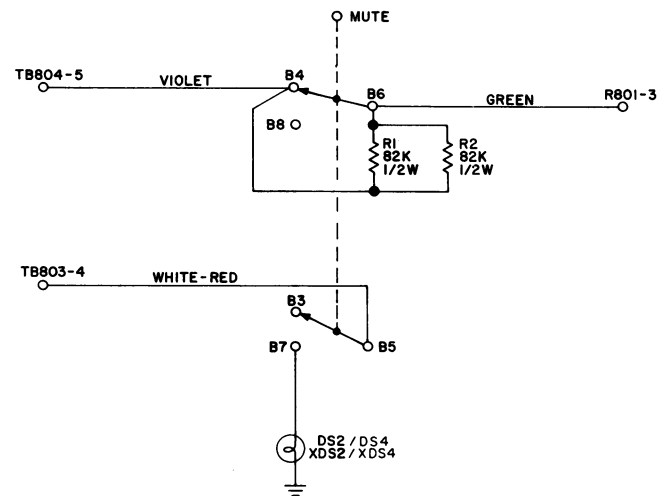 MUTE
TB804-5
VIOLET
B4
B6
GREEN
R801-3
B8
R1
82K
1/2W
R2
82K
1/2W
TB803-4
WHITE-RED
B3
B7
B5
DS2/DS4
XDS2/XDS4